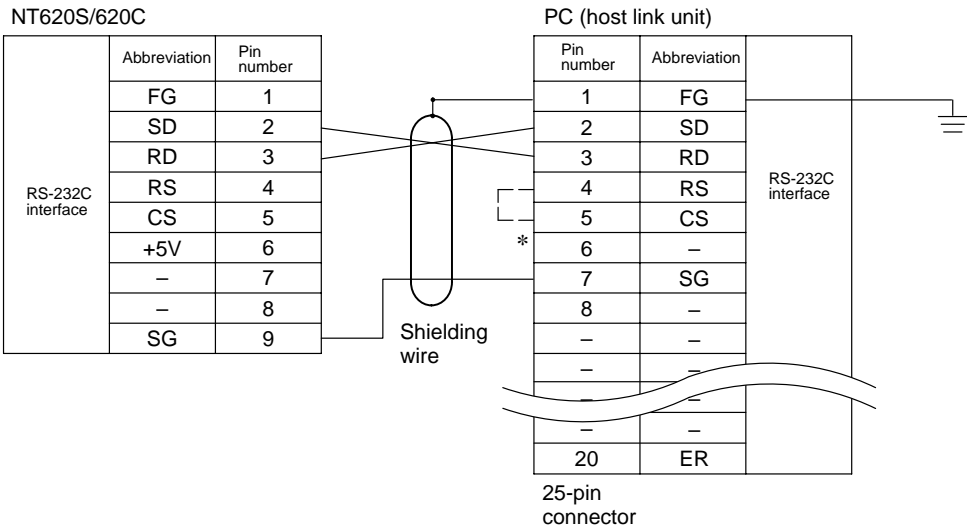 NT620S/620C
PC (host link unit)
Abbreviation Pin number
FG 1
SD 2
RD 3
RS 4
CS 5
+5V 6
– 7
– 8
SG 9
RS-232C
interface
Shielding
wire
Pin number Abbreviation
1 FG
2 SD
3 RD
4 RS
5 CS
* 6 –
7 SG
8 –
– –
– –
– –
– –
20 ER
RS-232C
interface
25-pin
connector